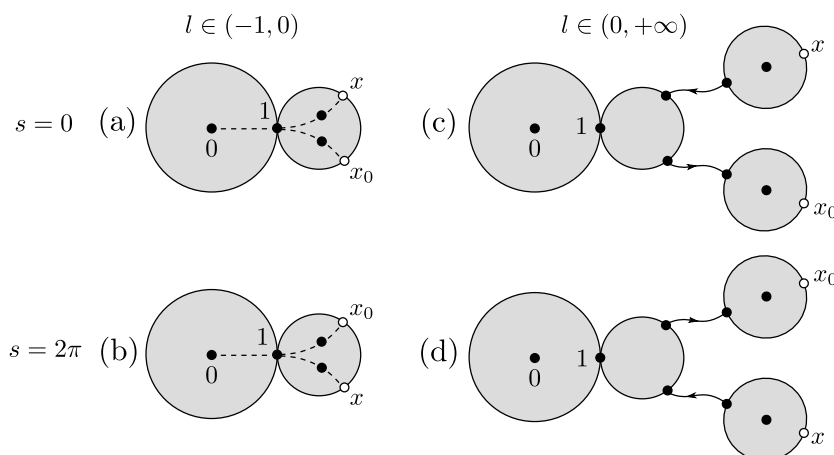 l ∈ (−1, 0) l ∈ (0, +∞)
s = 0 (a) 0 1 x x₀ (c) 0 1 x x₀
s = 2π (b) 0 1 x₀ x (d) 0 1 x₀ x